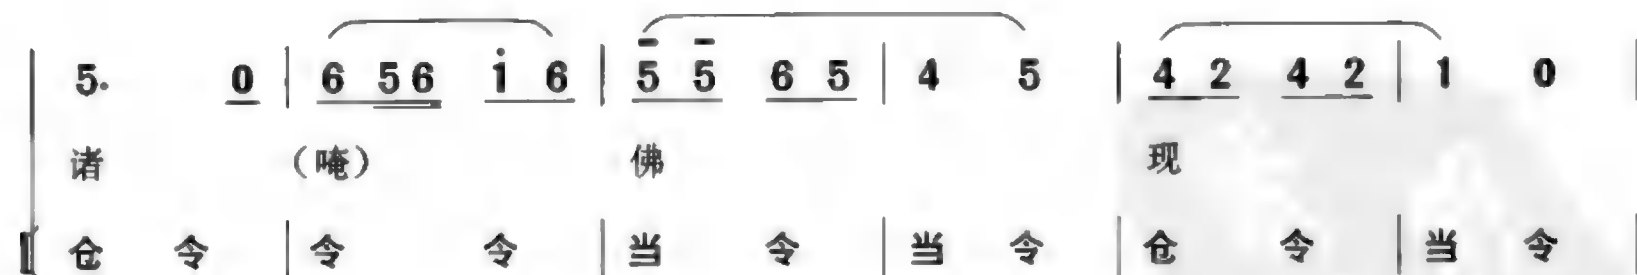 5. 0 | 6 56 i 6 | 5 5 6 5 | 4 5 | 4 2 4 2 | 1 0
诸 （唵） 佛 现
仓 令 | 令 令 | 当 令 | 当 令 | 仓 令 | 当 令